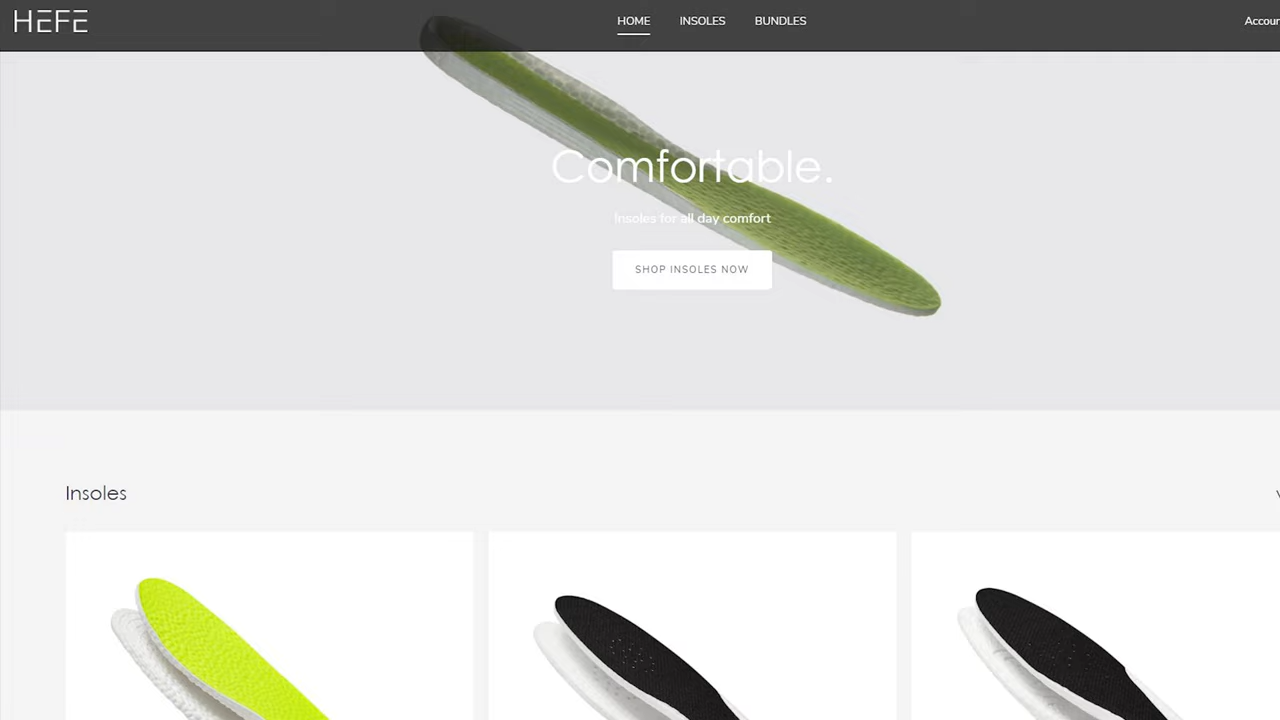 HEFE
HOME INSOLES BUNDLES
Comfortable.
Insoles for all day comfort
SHOP INSOLES NOW
Insoles